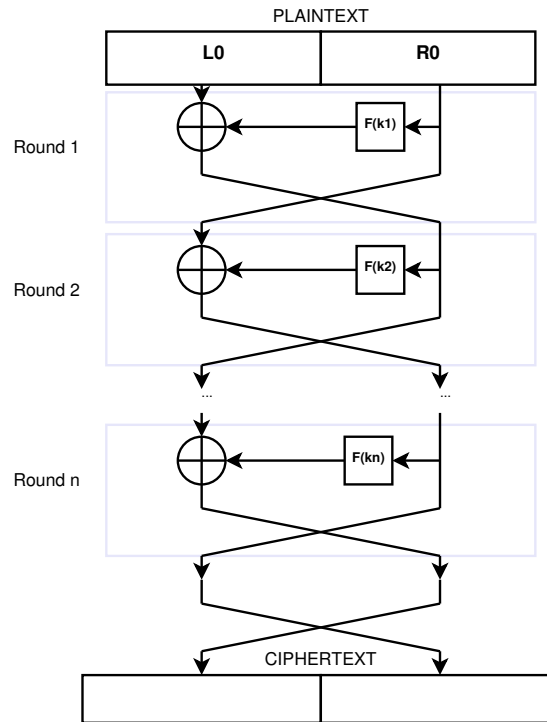 PLAINTEXT
L0 R0
Round 1
F(k1)
Round 2
F(k2)
... ...
Round n
F(kn)
CIPHERTEXT